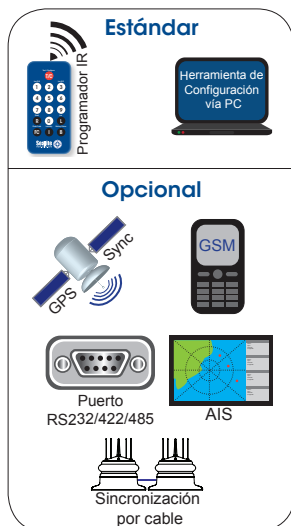 Estándar
Programador IR
Sealite
Herramienta de
Configuración
vía PC
Opcional
GPS
Sync
GSM
Puerto
RS232/422/485
AIS
Sincronización
por cable